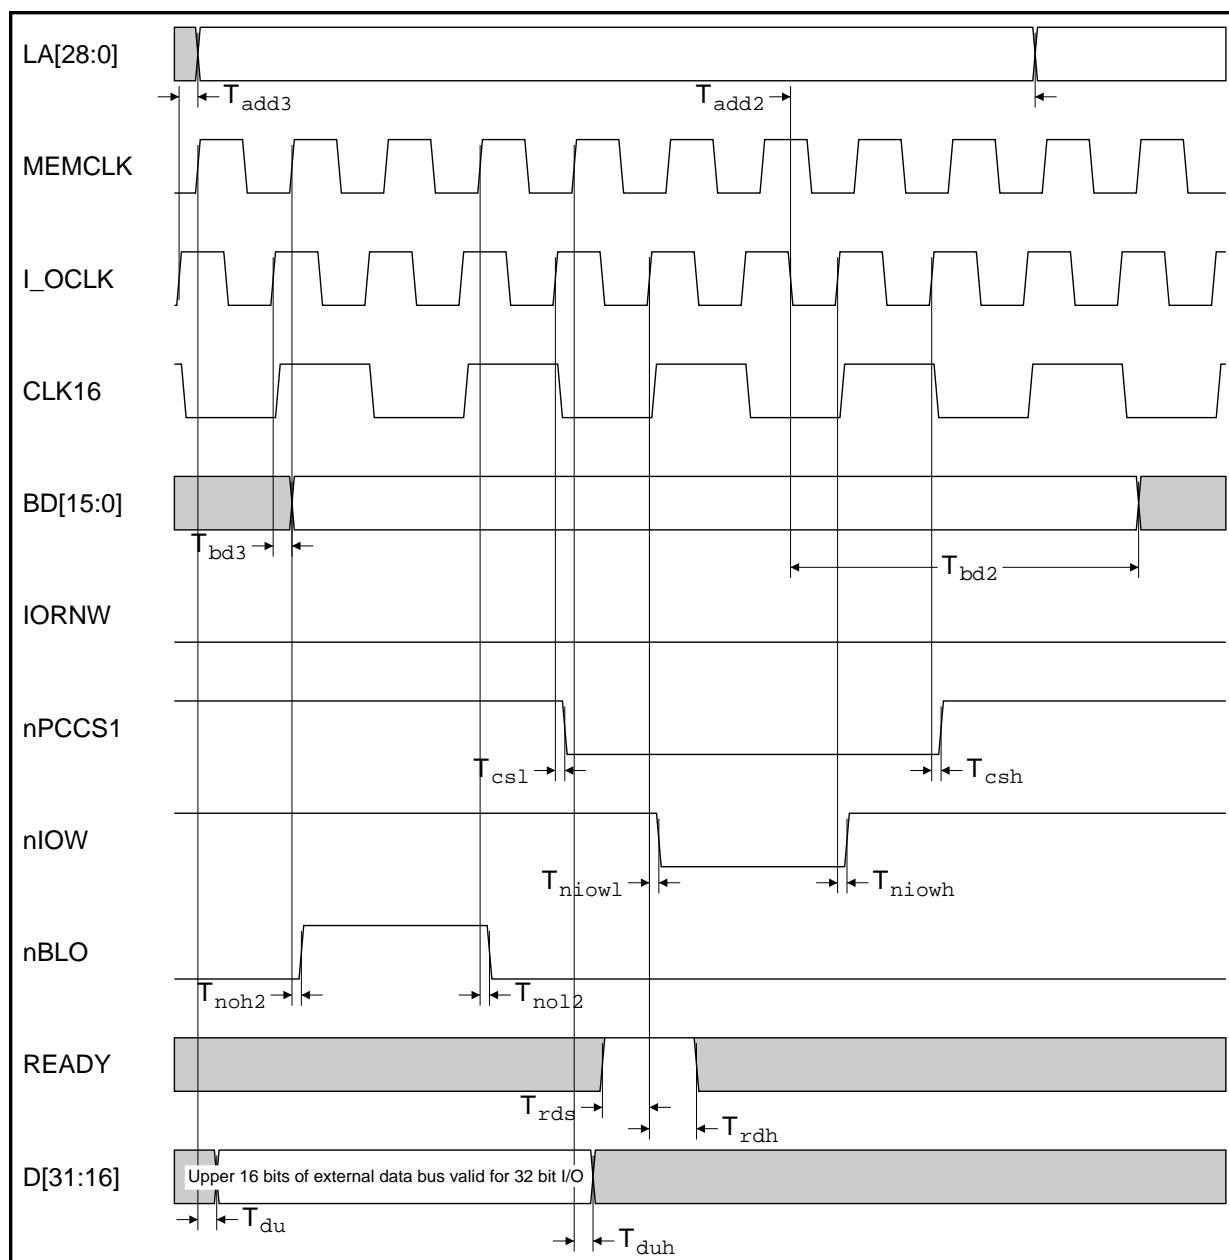 LA[28:0]
Tadd3
Tadd2
MEMCLK
I_OCLK
CLK16
BD[15:0]
Tbd3
Tbd2
IORNW
nPCCS1
Tcsl
Tcsh
nIOW
Tniowl
Tniowh
nBLO
Tnoh2
Tnol2
READY
Trds
Trdh
D[31:16]
Upper 16 bits of external data bus valid for 32 bit I/O
Tdu
Tduh